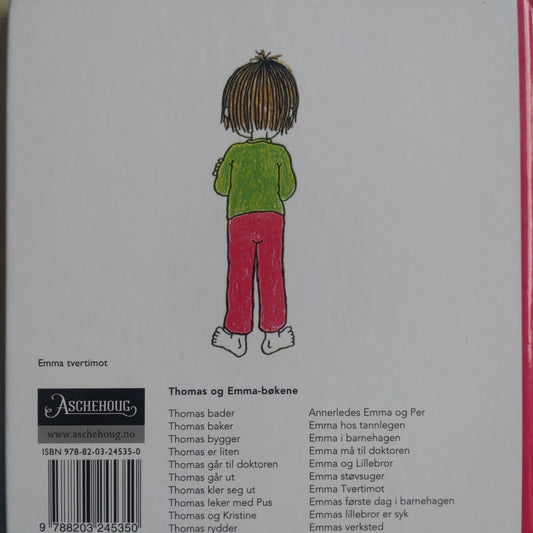 Emma tvertimot
ASCHEHOUG
www.aschehoug.no
ISBN 978-82-03-24535-0
9 788203 245350
Thomas og Emma-bøkene
Thomas bader
Thomas baker
Thomas bygger
Thomas er liten
Thomas går til doktoren
Thomas går ut
Thomas kler seg ut
Thomas leker med Pus
Thomas og Kristine
Thomas rydder
Annerledes Emma og Per
Emma hos tannlegen
Emma i barnehagen
Emma må til doktoren
Emma og Lillebror
Emma støvsuger
Emma Tvertimot
Emmas første dag i barnehagen
Emmas lillebror er syk
Emmas verksted